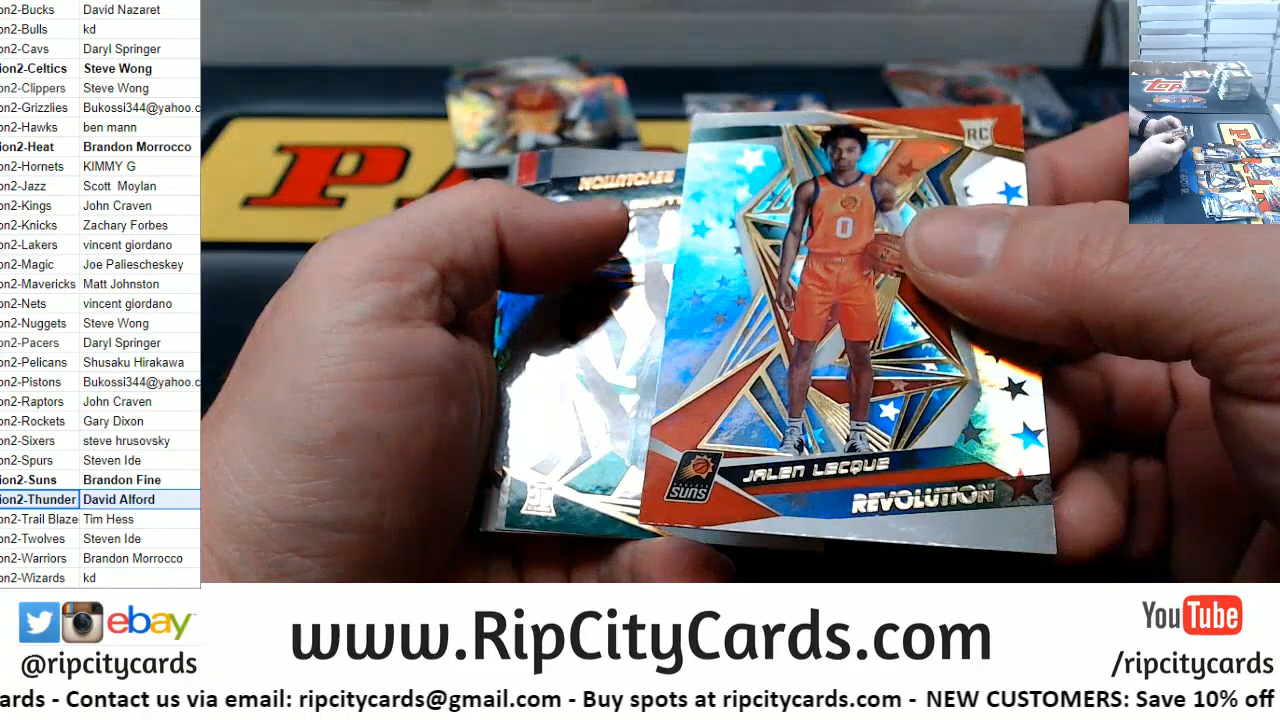 on2-Bucks David Nazaret
on2-Bulls kd
on2-Cavs Daryl Springer
ion2-Celtics Steve Wong
on2-Clippers Steve Wong
on2-Grizzlies Bukossi344@yahoo.c
on2-Hawks ben mann
ion2-Heat Brandon Morrocco
on2-Hornets KIMMY G
on2-Jazz Scott Moylan
on2-Kings John Craven
on2-Knicks Zachary Forbes
on2-Lakers vincent giordano
on2-Magic Joe Paliescheskey
on2-Mavericks Matt Johnston
on2-Nets vincent giordano
on2-Nuggets Steve Wong
on2-Pacers Daryl Springer
on2-Pelicans Shusaku Hirakawa
on2-Pistons Bukossi344@yahoo.c
on2-Raptors John Craven
on2-Rockets Gary Dixon
on2-Sixers steve hrusovsky
on2-Spurs Steven Ide
ion2-Suns Brandon Fine
ion2-Thunder David Alford
on2-Trail Blaze Tim Hess
on2-Twolves Steven Ide
on2-Warriors Brandon Morrocco
on2-Wizards kd
REVOLUTION
RC
0
JALEN LECQUE
SUNS
REVOLUTION
ebay
@ripcitycards
www.RipCityCards.com
YouTube
/ripcitycards
ards - Contact us via email: ripcitycards@gmail.com - Buy spots at ripcitycards.com - NEW CUSTOMERS: Save 10% off